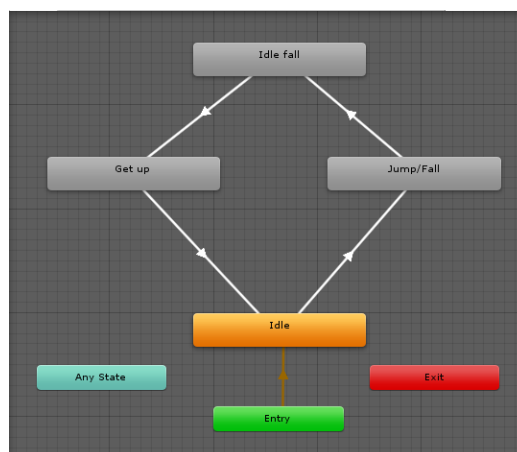 Idle fall
Get up
Jump/Fall
Idle
Any State
Exit
Entry